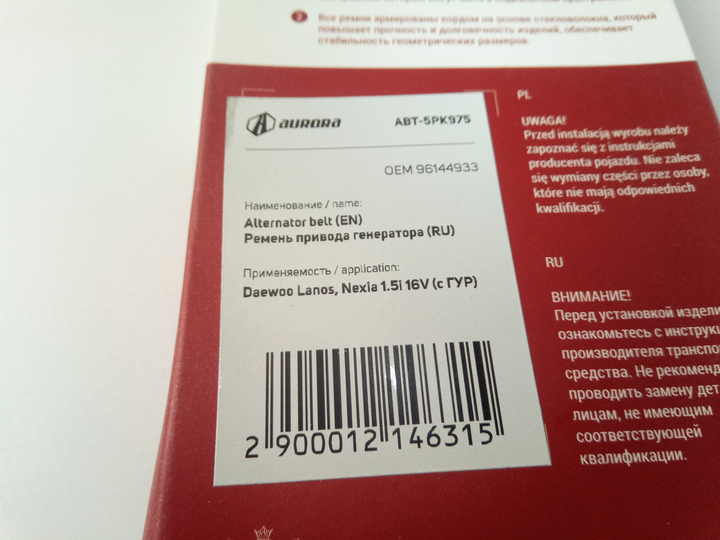 2 Все ремни армированы кордом на основе стекловолокна, который
повышает прочность и долговечность изделий, обеспечивает
стабильность геометрических размеров.
AURORA
ABT-5PK975
OEM 96144933
Наименование / name:
Alternator belt (EN)
Ремень привода генератора (RU)
Применяемость / application:
Daewoo Lanos, Nexia 1.5i 16V (с ГУР)
2 900012 146315
PL
UWAGA!
Przed instalacją wyrobu należy
zapoznać się z instrukcjami
producenta pojazdu. Nie zaleca
się wymiany części przez osoby,
które nie mają odpowiednich
kwalifikacji.
RU
ВНИМАНИЕ!
Перед установкой издели
ознакомьтесь с инструкц
производителя транспо
средства. Не рекоменд
проводить замену дет
лицам, не имеющим
соответствующей
квалификации.